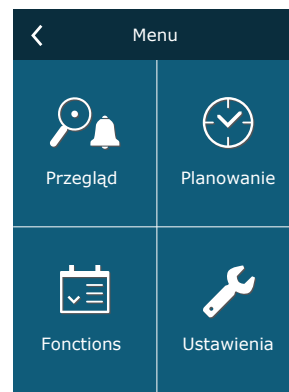 Menu
Przegląd
Planowanie
Fonctions
Ustawienia